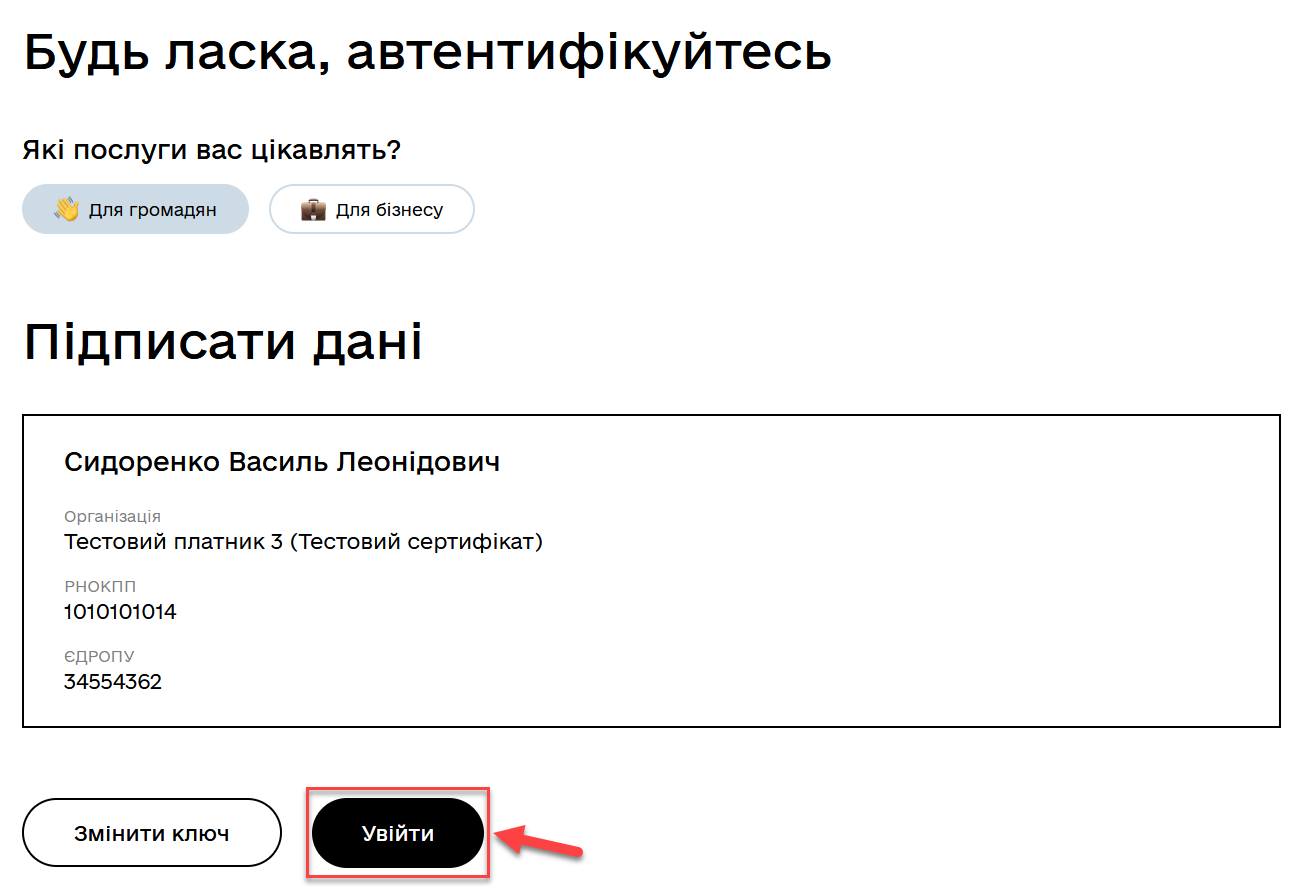 Будь ласка, автентифікуйтесь
Які послуги вас цікавлять?
Для громадян
Для бізнесу
Підписати дані
Сидоренко Василь Леонідович
Організація
Тестовий платник 3 (Тестовий сертифікат)
РНОКПП
1010101014
ЄДРОПУ
34554362
Змінити ключ
Увійти